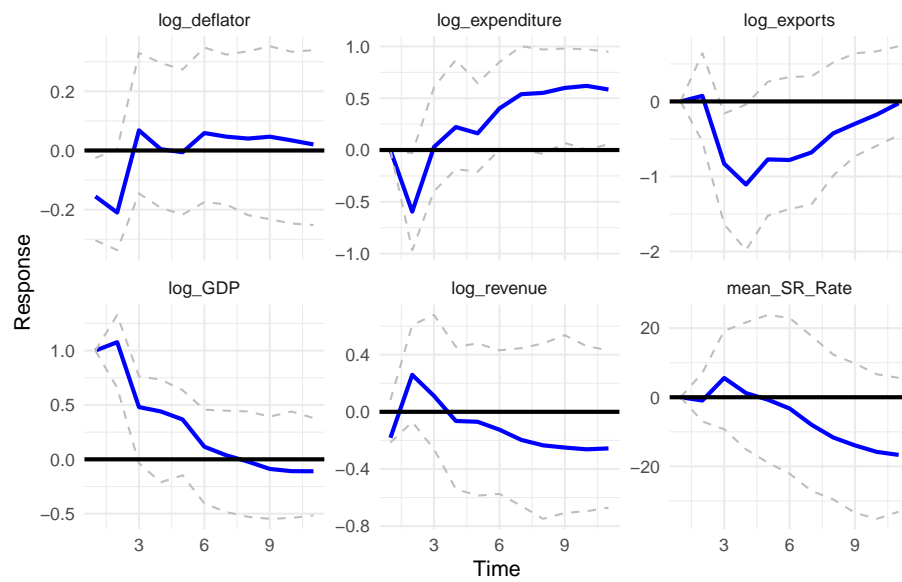 log_deflator
log_expenditure
log_exports
0.2
0.0
−0.2
1.0
0.5
0.0
−0.5
−1.0
0
−1
−2
Response
log_GDP
log_revenue
mean_SR_Rate
1.0
0.5
0.0
−0.5
0.4
0.0
−0.4
−0.8
20
0
−20
3 6 9
3 6 9
3 6 9
Time